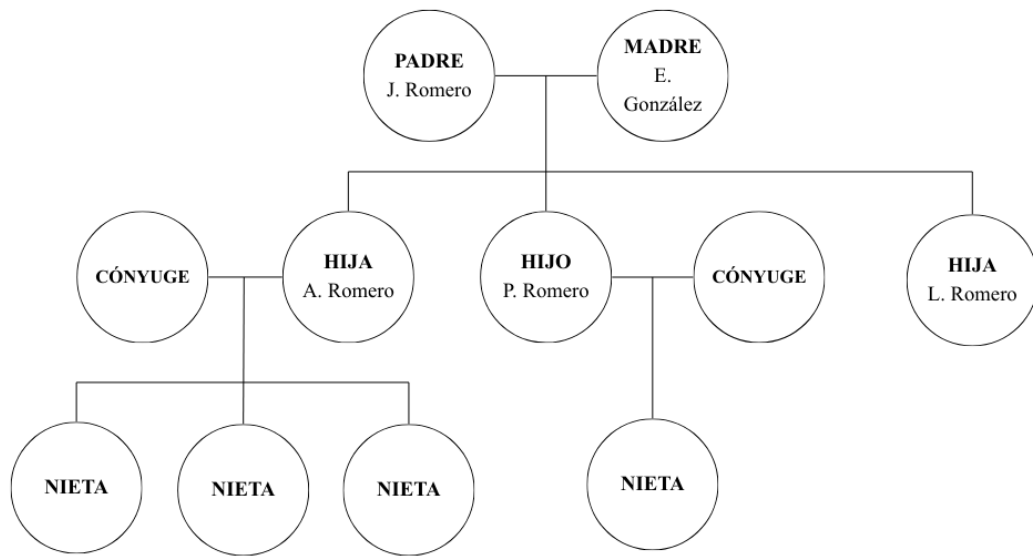 PADRE
J. Romero
MADRE
E.
González
CÓNYUGE
HIJA
A. Romero
HIJO
P. Romero
CÓNYUGE
HIJA
L. Romero
NIETA
NIETA
NIETA
NIETA